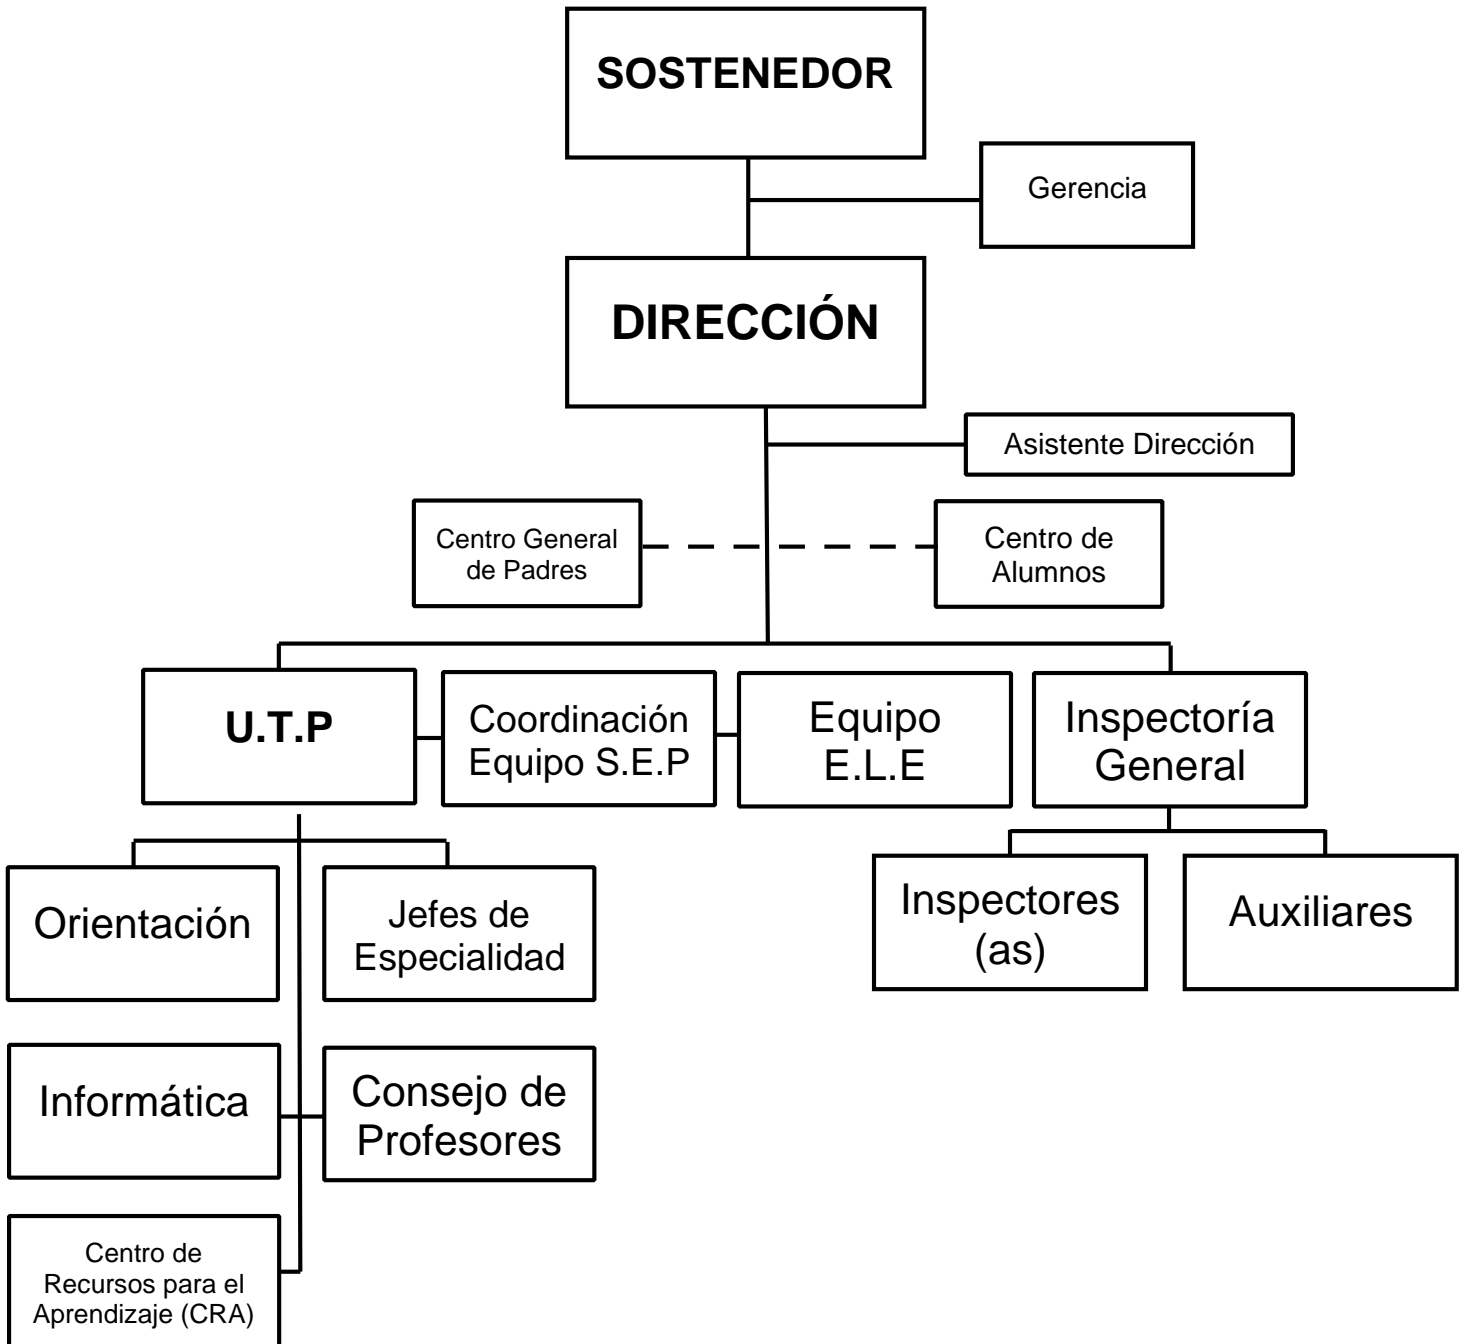 SOSTENEDOR
Gerencia
DIRECCIÓN
Asistente Dirección
Centro General
de Padres
Centro de
Alumnos
U.T.P
Coordinación
Equipo S.E.P
Equipo
E.L.E
Inspectoría
General
Orientación
Jefes de
Especialidad
Inspectores
(as)
Auxiliares
Informática
Consejo de
Profesores
Centro de
Recursos para el
Aprendizaje (CRA)